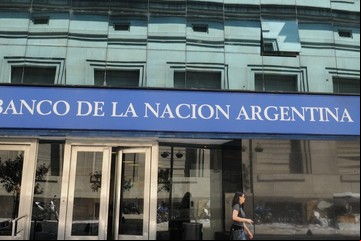 BANCO DE LA NACION ARGENTINA